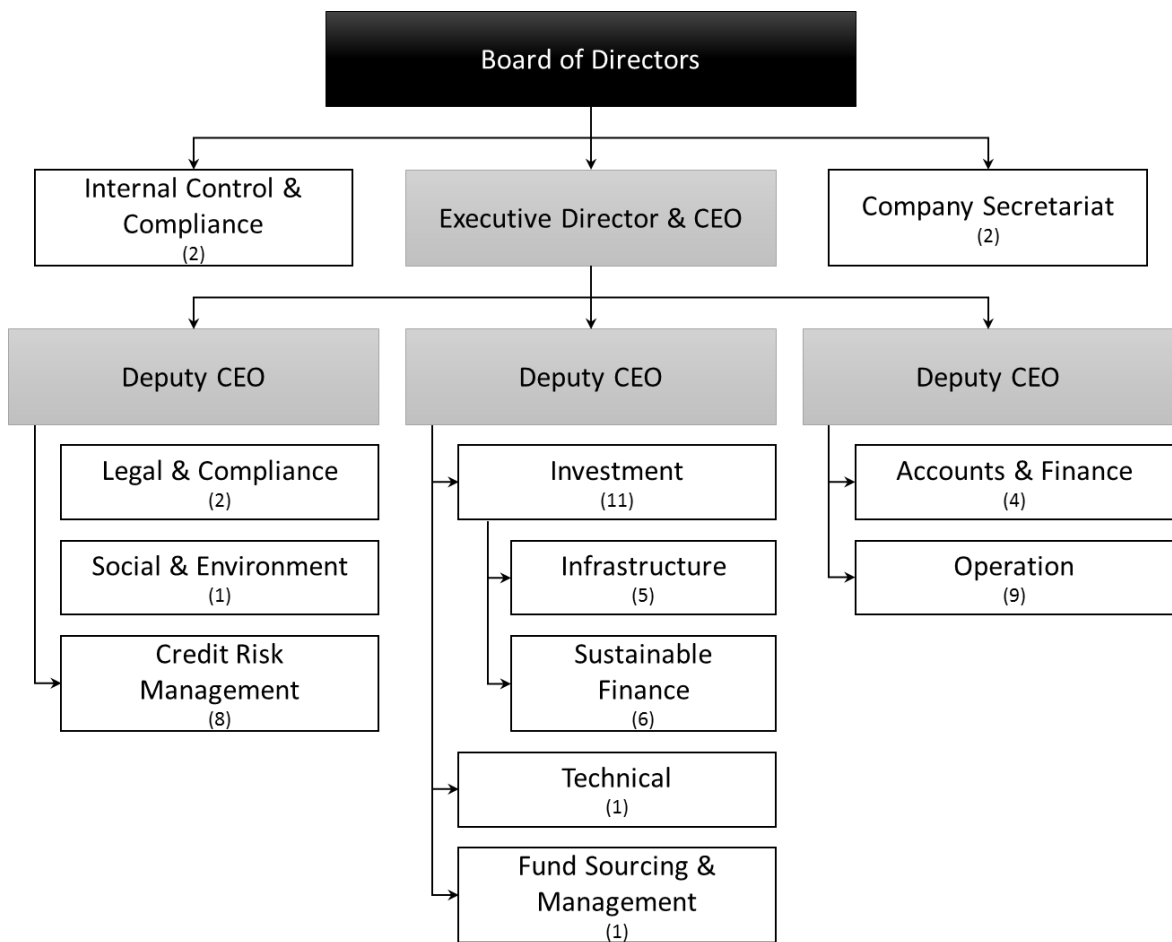 Board of Directors
Internal Control &
Compliance
(2)
Executive Director & CEO
Company Secretariat
(2)
Deputy CEO
Legal & Compliance
(2)
Social & Environment
(1)
Credit Risk
Management
(8)
Deputy CEO
Investment
(11)
Infrastructure
(5)
Sustainable
Finance
(6)
Technical
(1)
Fund Sourcing &
Management
(1)
Deputy CEO
Accounts & Finance
(4)
Operation
(9)